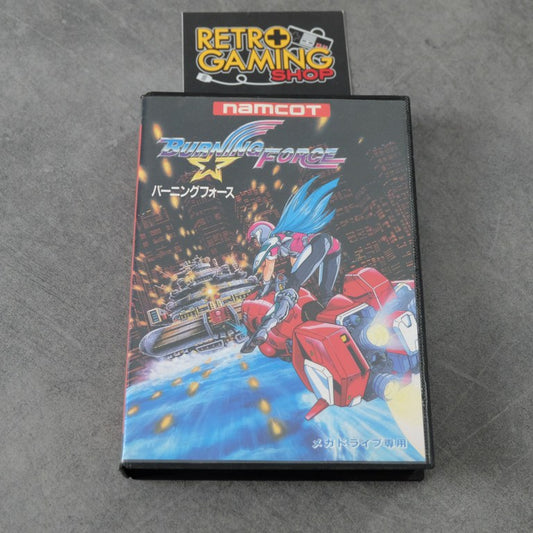 RETRO
GAMING
SHOP
namcot
BURNING FORCE
バーニングフォース
メガドライブ専用